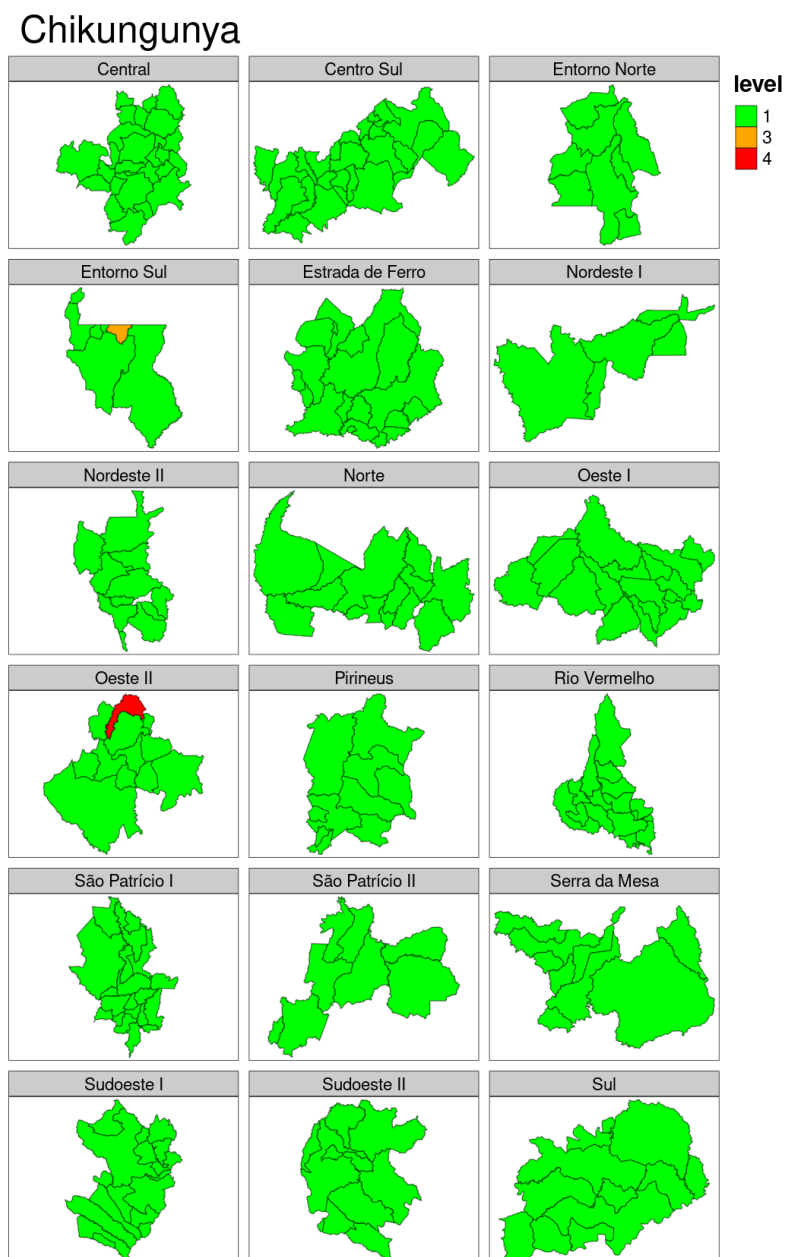 Chikungunya
Central
Centro Sul
Entorno Norte
level
1
3
4
Entorno Sul
Estrada de Ferro
Nordeste I
Nordeste II
Norte
Oeste I
Oeste II
Pirineus
Rio Vermelho
São Patrício I
São Patrício II
Serra da Mesa
Sudoeste I
Sudoeste II
Sul